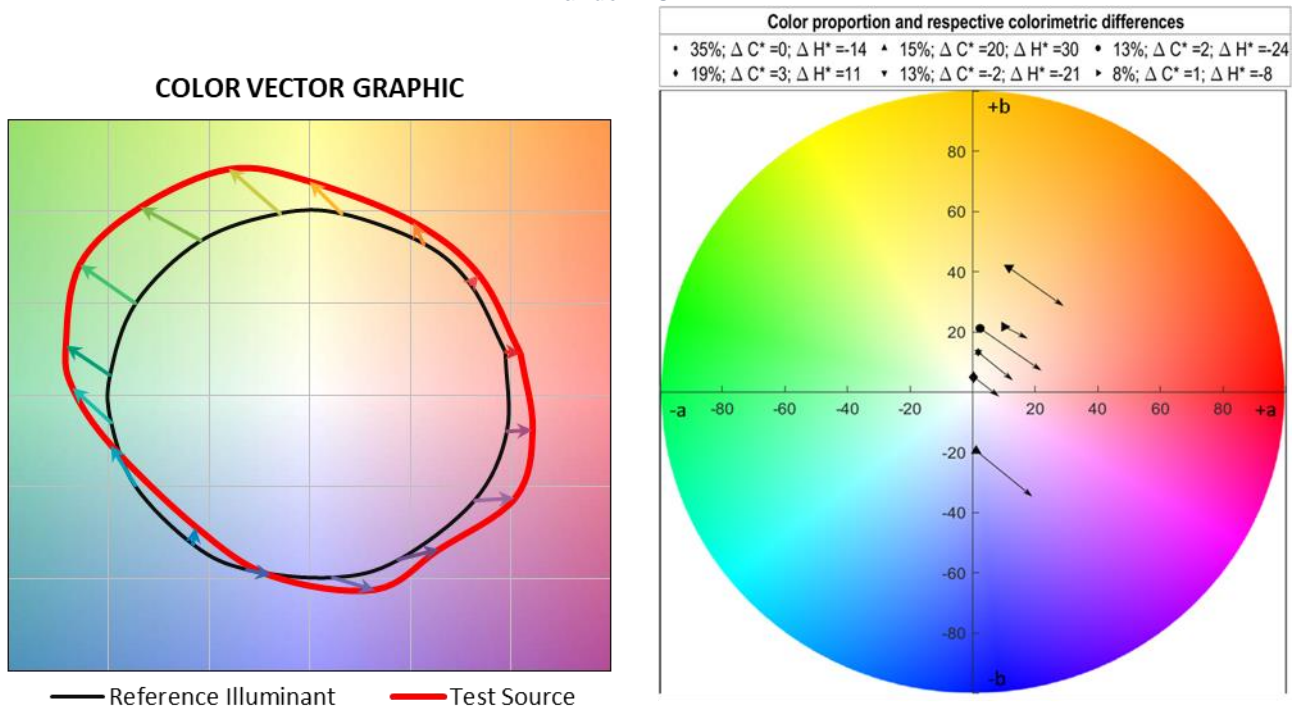 COLOR VECTOR GRAPHIC
Reference Illuminant
Test Source
Color proportion and respective colorimetric differences
35%; Δ C* =0; Δ H* =-14 ▲ 15%; Δ C* =20; Δ H* =30 • 13%; Δ C* =2; Δ H* =-24
♦ 19%; Δ C* =3; Δ H* =11 ▼ 13%; Δ C* =-2; Δ H* =-21 ► 8%; Δ C* =1; Δ H* =-8
+b
80
60
40
20
-a -80 -60 -40 -20 20 40 60 80 +a
-20
-40
-60
-80
-b